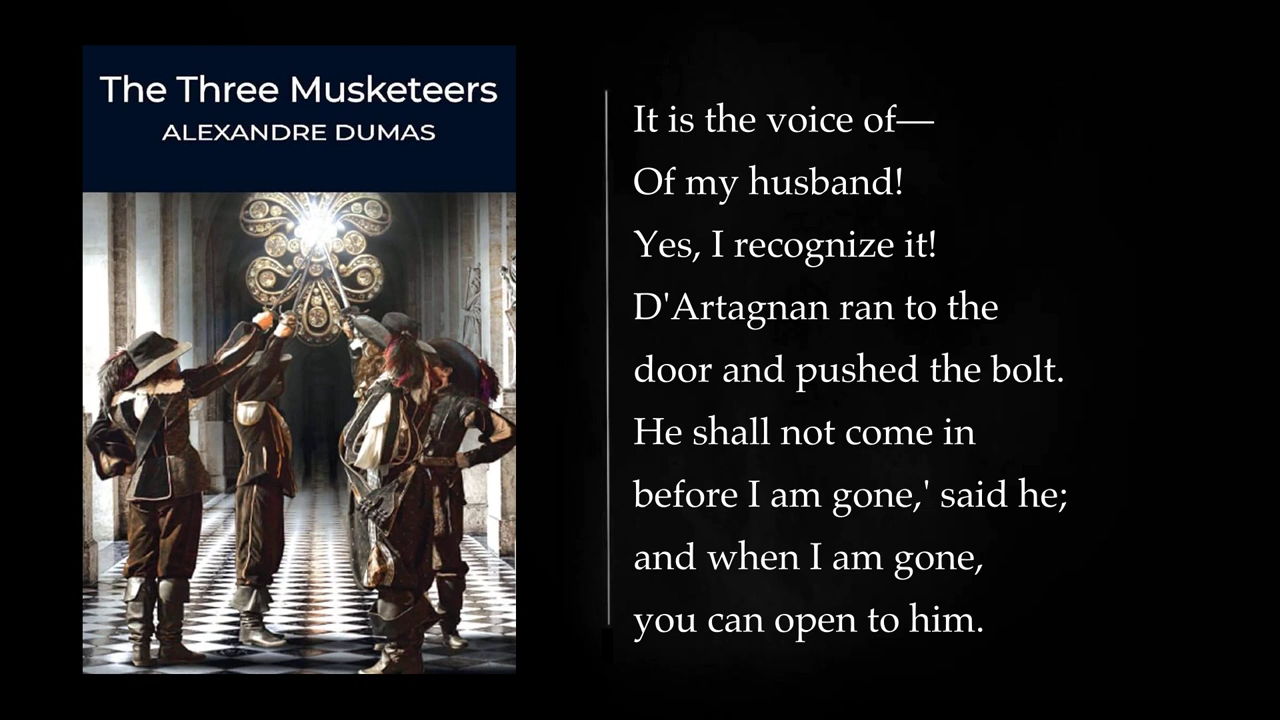 The Three Musketeers
ALEXANDRE DUMAS
It is the voice of—
Of my husband!
Yes, I recognize it!
D'Artagnan ran to the
door and pushed the bolt.
He shall not come in
before I am gone,' said he;
and when I am gone,
you can open to him.